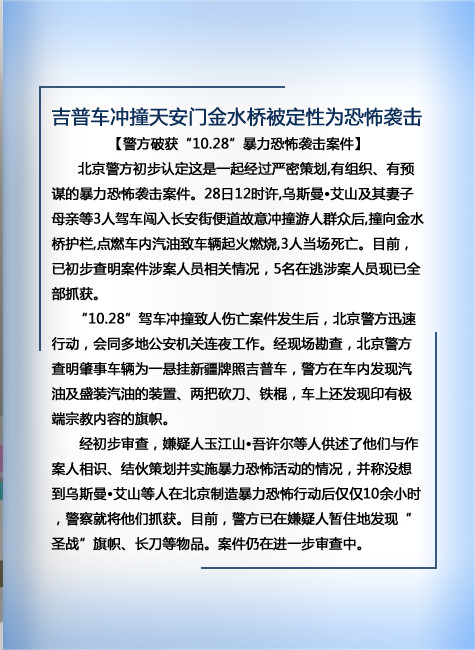 吉普车冲撞天安门金水桥被定性为恐怖袭击
【警方破获“10.28”暴力恐怖袭击案件】
北京警方初步认定这是一起经过严密策划,有组织、有预
谋的暴力恐怖袭击案件。28日12时许,乌斯曼•艾山及其妻子
母亲等3人驾车闯入长安街便道故意冲撞游人群众后,撞向金水
桥护栏,点燃车内汽油致车辆起火燃烧,3人当场死亡。目前，
已初步查明案件涉案人员相关情况，5名在逃涉案人员现已全
部抓获。
“10.28”驾车冲撞致人伤亡案件发生后，北京警方迅速
行动，会同多地公安机关连夜工作。经现场勘查，北京警方
查明肇事车辆为一悬挂新疆牌照吉普车，警方在车内发现汽
油及盛装汽油的装置、两把砍刀、铁棍，车上还发现印有极
端宗教内容的旗帜。
经初步审查，嫌疑人玉江山•吾许尔等人供述了他们与作
案人相识、结伙策划并实施暴力恐怖活动的情况，并称没想
到乌斯曼•艾山等人在北京制造暴力恐怖行动后仅仅10余小时
，警察就将他们抓获。目前，警方已在嫌疑人暂住地发现“
圣战”旗帜、长刀等物品。案件仍在进一步审查中。